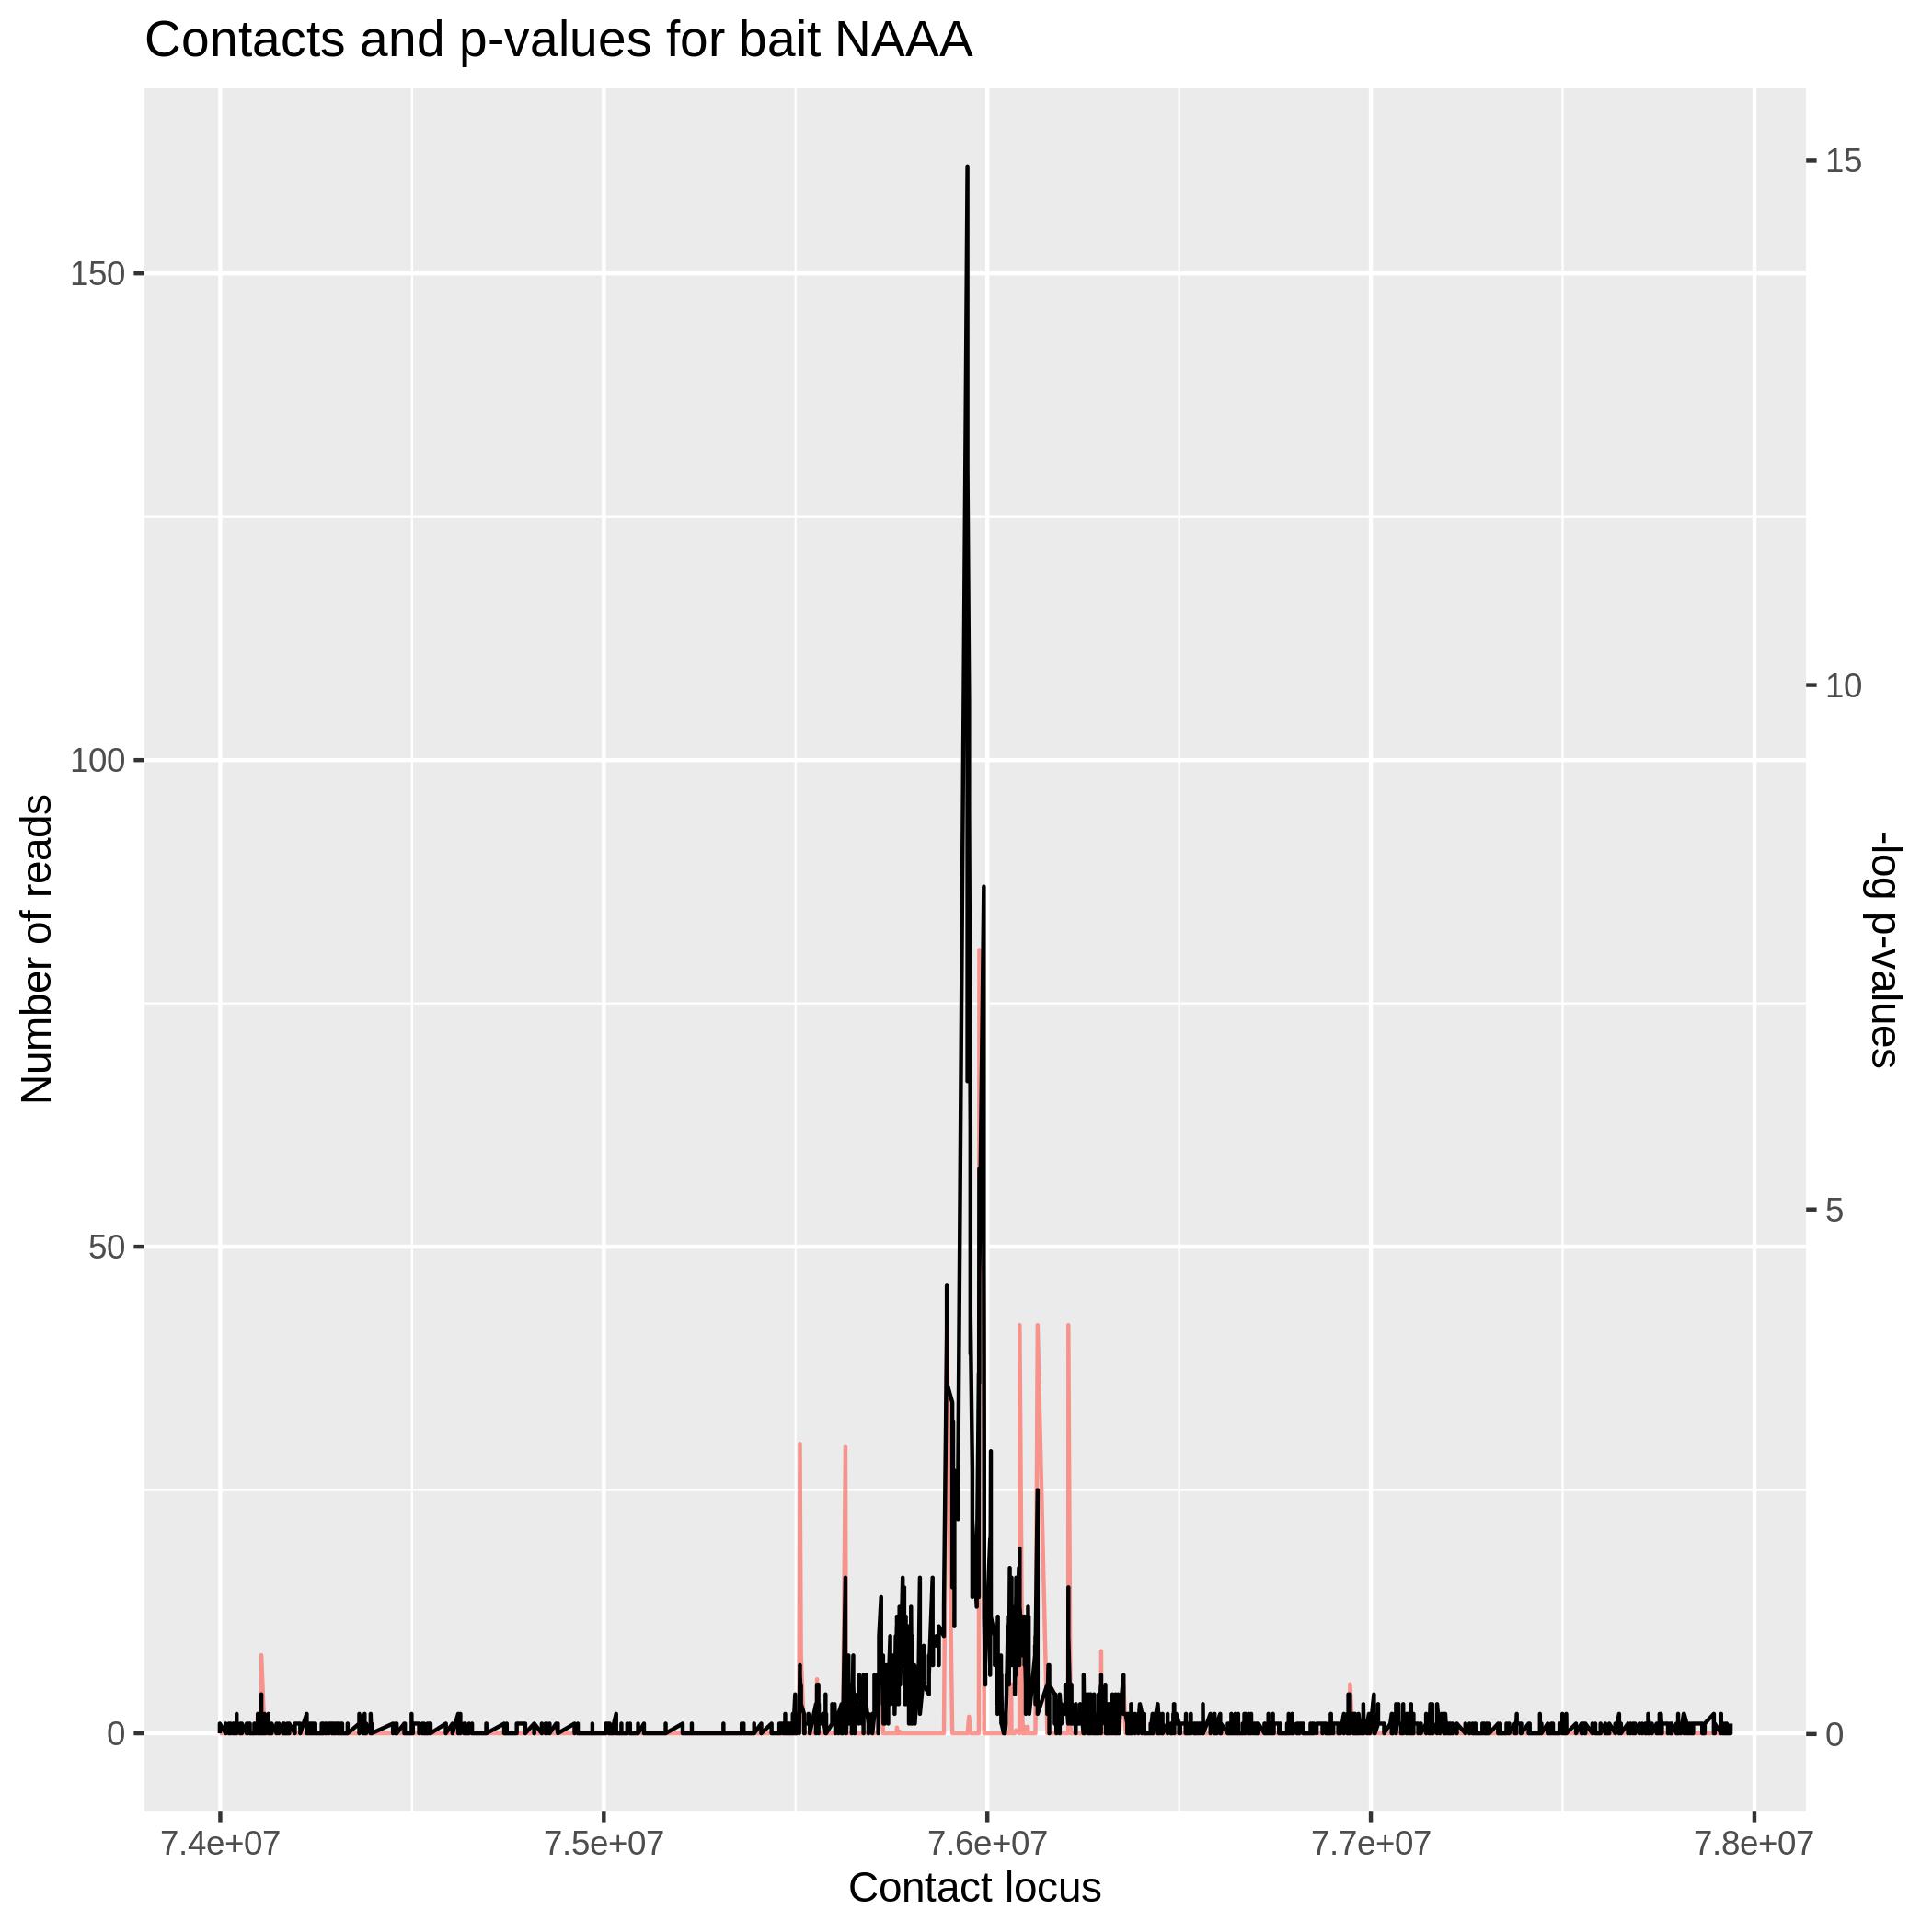 Contacts and p-values for bait NAAA
150
100
50
0
Number of reads
15
10
5
0
-log p-values
7.4e+07
7.5e+07
7.6e+07
7.7e+07
7.8e+07
Contact locus